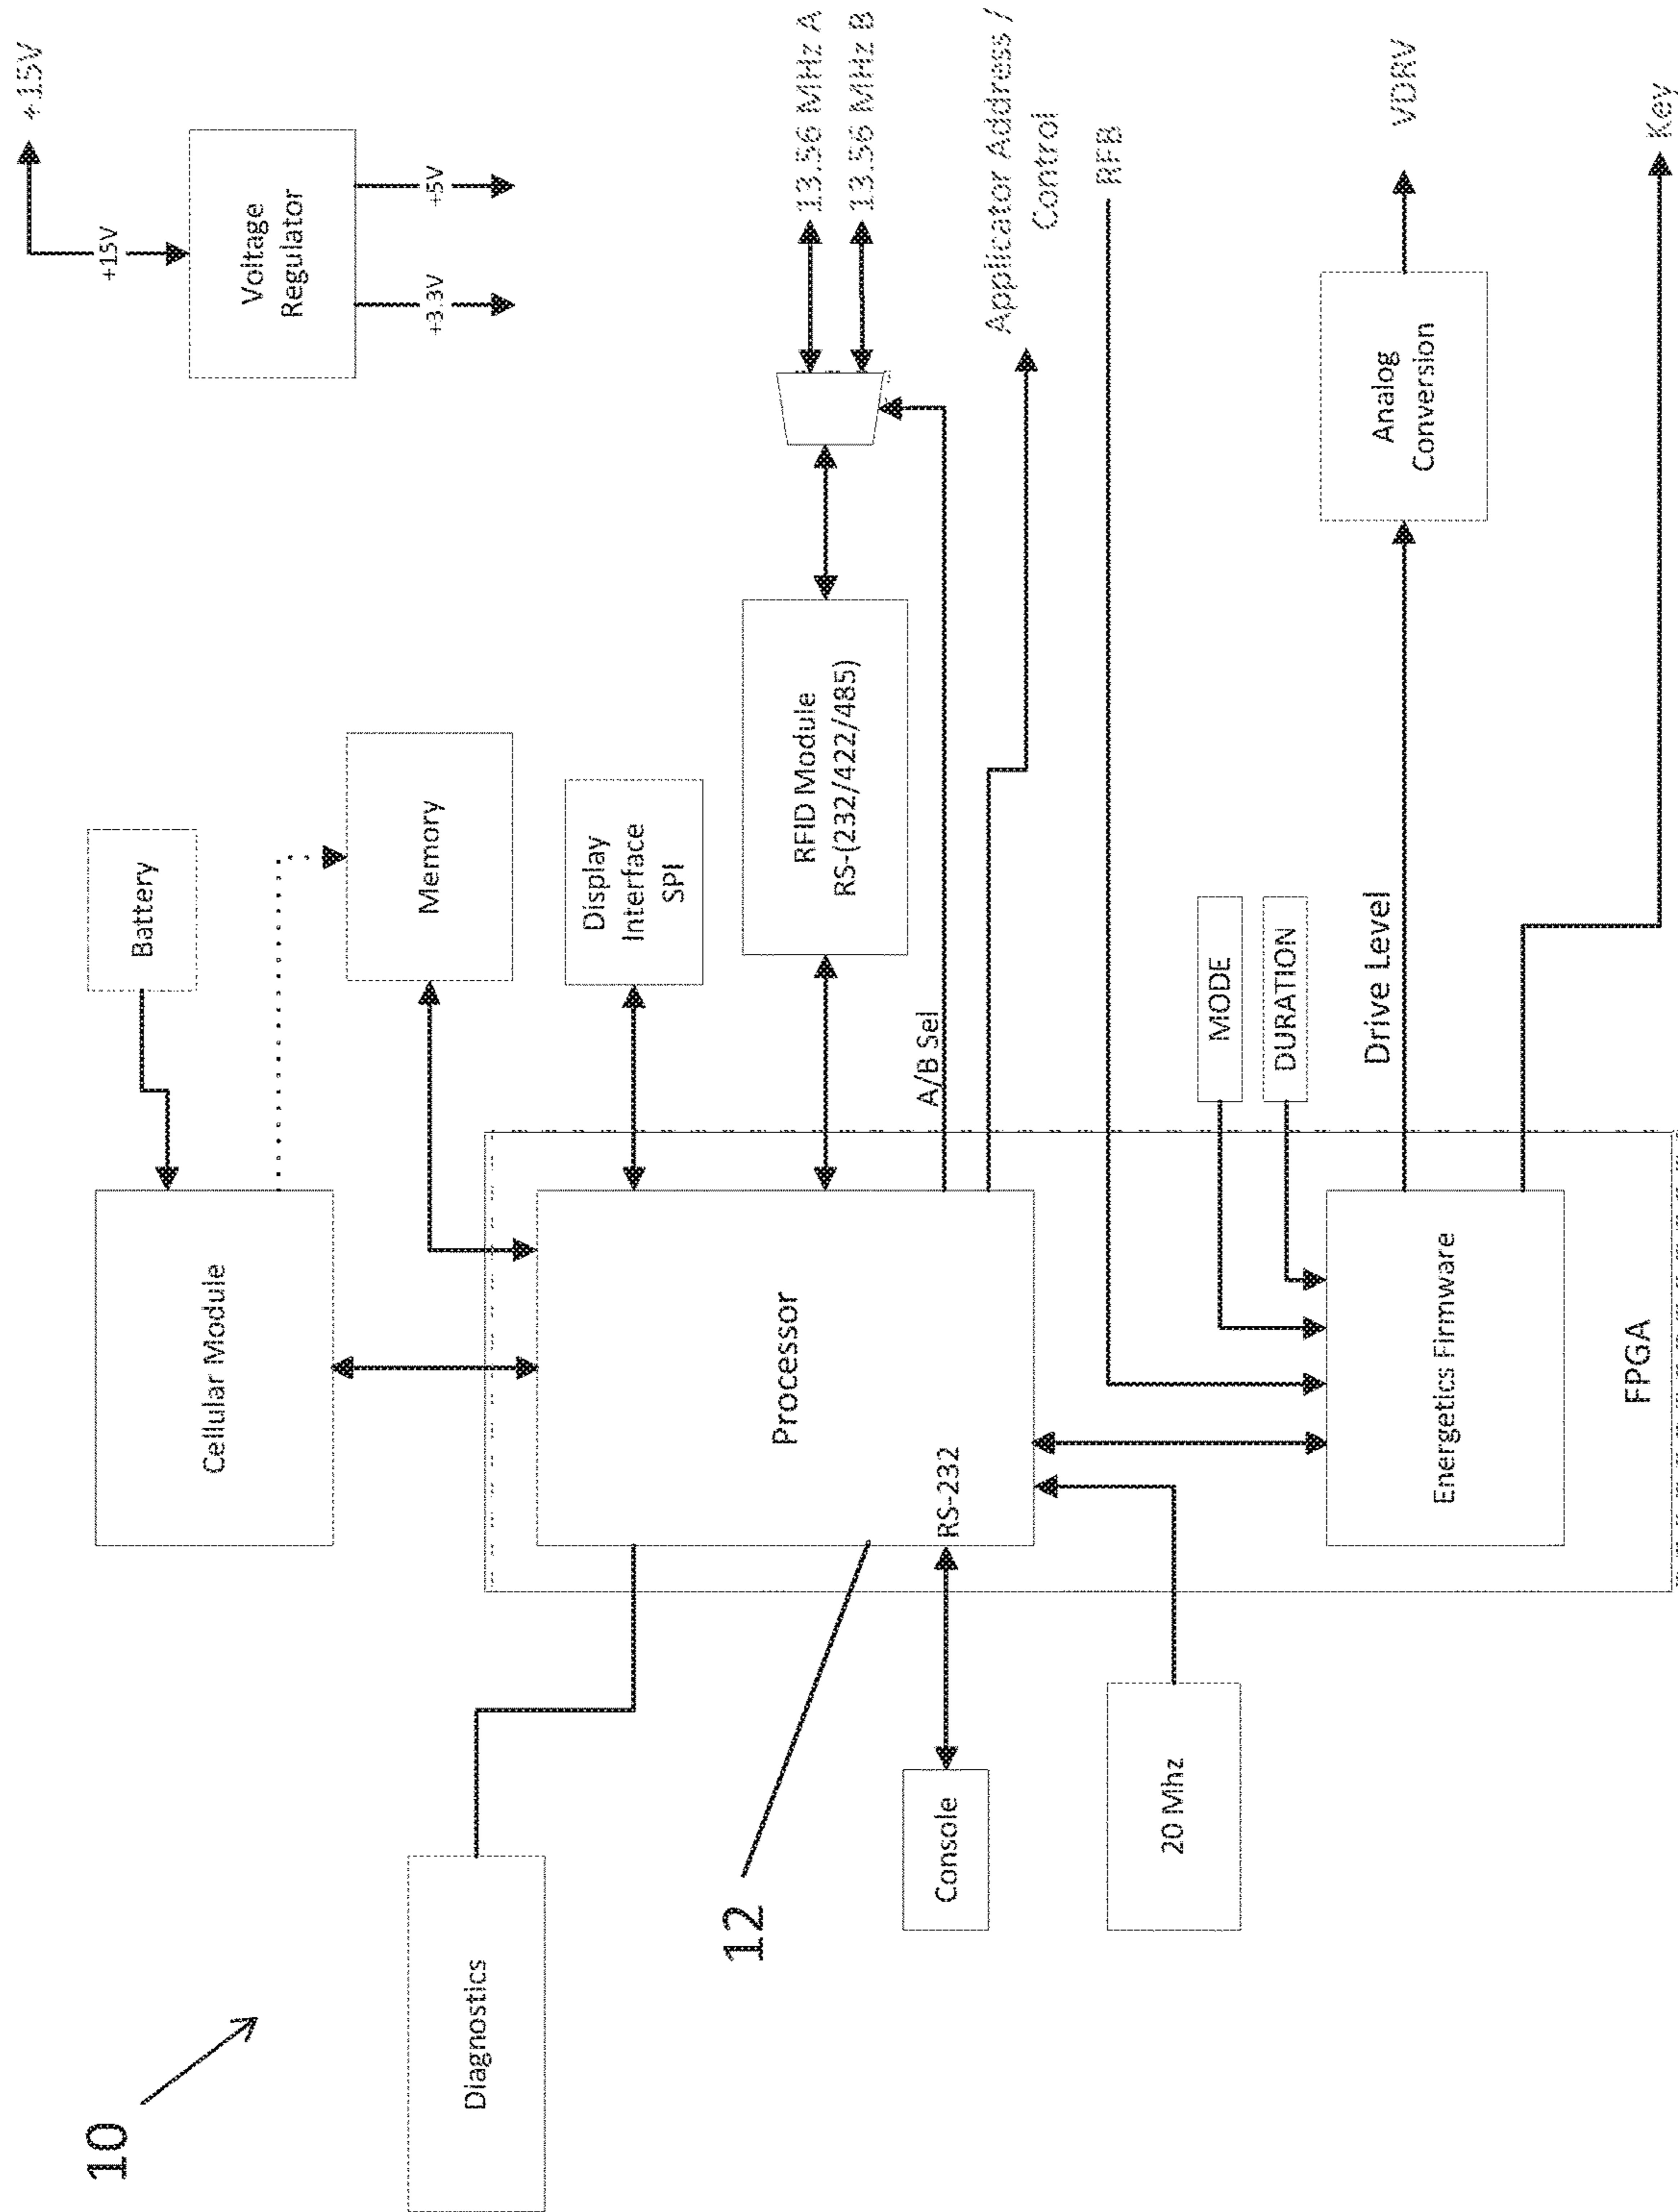 10
Diagnostics
12
Console
20 Mhz
Cellular Module
Battery
Memory
Display
Interface
SPI
RFID Module
RS-(232/422/485)
Processor
RS-232
A/B Sel
Energetics Firmware
FPGA
MODE
DURATION
Drive Level
Analog
Conversion
+15V
+15V
Voltage
Regulator
+3.3V
+5V
13.56 MHz A
13.56 MHz B
Applicator Address /
Control
RFB
VDRV
Key